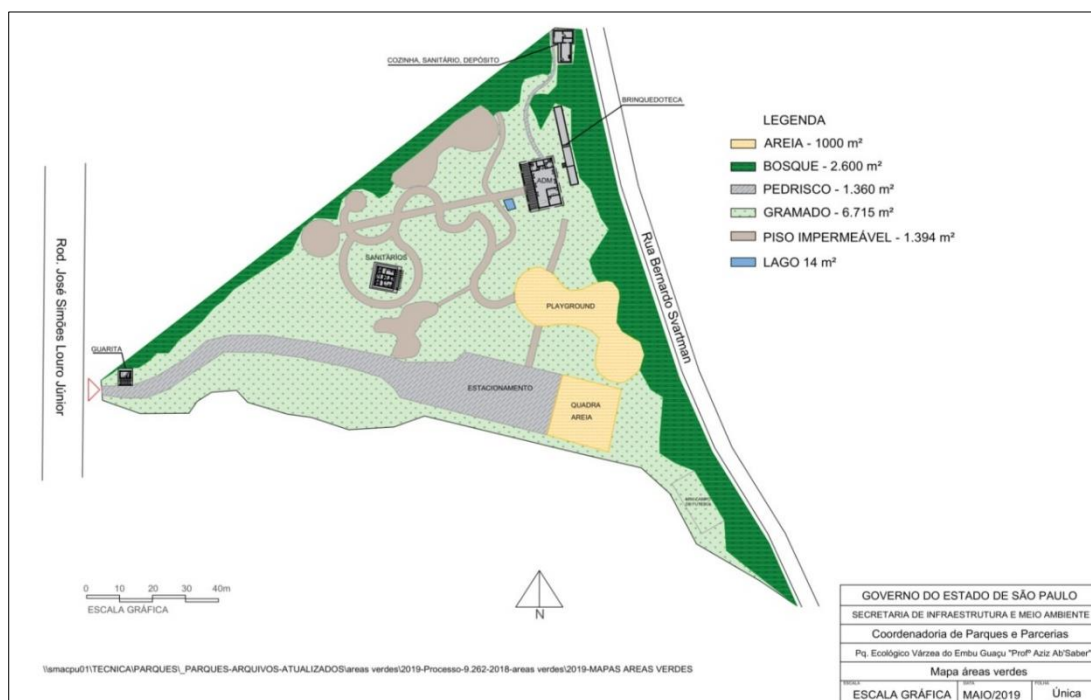 COZINHA, SANITÁRIO, DEPÓSITO
BRINQUEDOTECA
ADM
SANITÁRIOS
PLAYGROUND
GUARITA
ESTACIONAMENTO
QUADRA
AREIA
Rod. José Simões Louro Júnior
Rua Bernardo Svartman
LEGENDA
AREIA - 1000 m²
BOSQUE - 2.600 m²
PEDRISCO - 1.360 m²
GRAMADO - 6.715 m²
PISO IMPERMEÁVEL - 1.394 m²
LAGO 14 m²
0 10 20 30 40m
ESCALA GRÁFICA
N
\\smacpu01\TECNICA\PARQUES\_PARQUES-ARQUIVOS-ATUALIZADOS\areas verdes\2019-Processo-9.262-2018-areas verdes\2019-MAPAS AREAS VERDES
GOVERNO DO ESTADO DE SÃO PAULO
SECRETARIA DE INFRAESTRUTURA E MEIO AMBIENTE
Coordenadoria de Parques e Parcerias
Pq. Ecológico Várzea do Embu Guaçu "Profº Aziz Ab'Saber"
Mapa áreas verdes
ESCALA
ESCALA GRÁFICA
DATA
MAIO/2019
FOLHA
Única